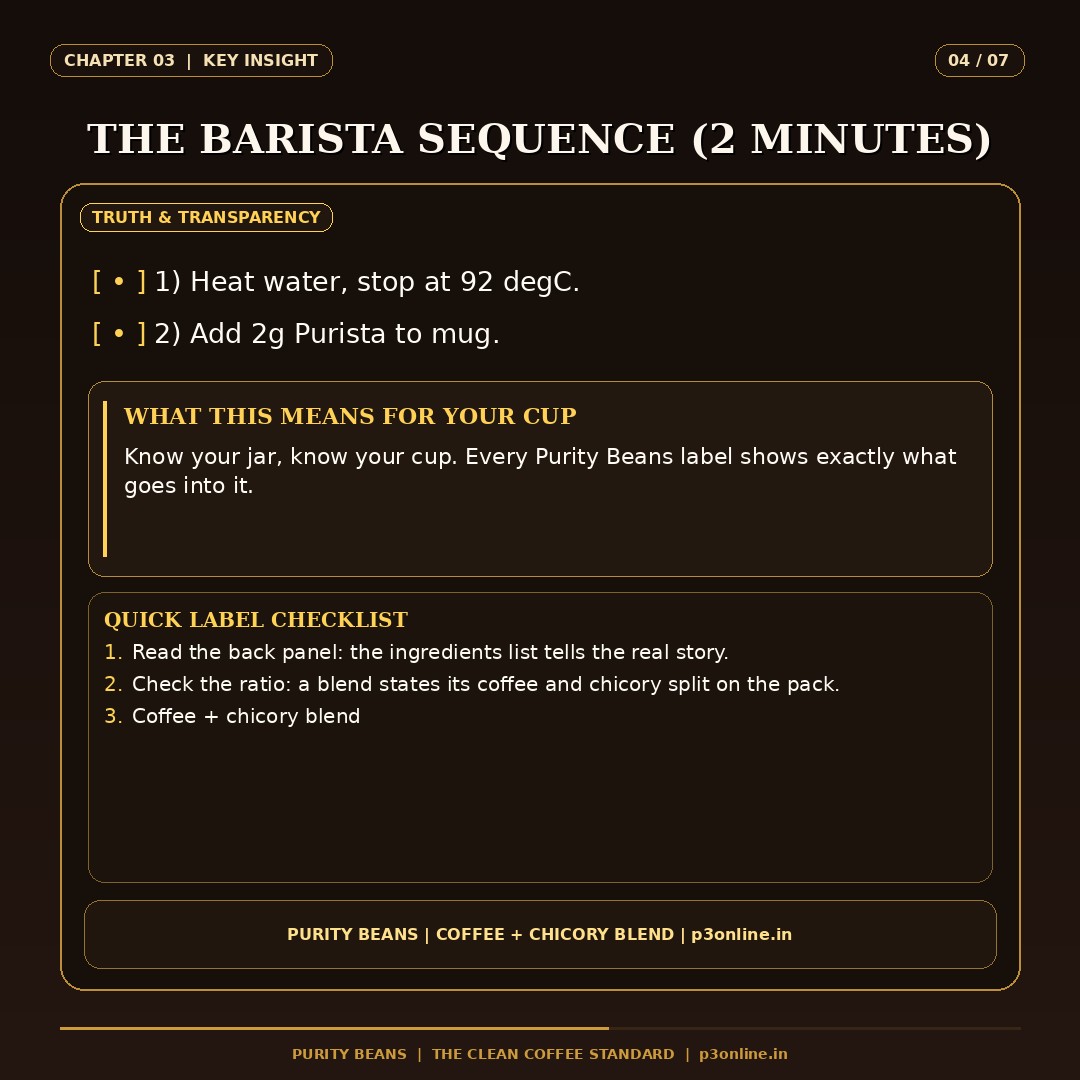 CHAPTER 03 | KEY INSIGHT
04 / 07
THE BARISTA SEQUENCE (2 MINUTES)
TRUTH & TRANSPARENCY
[ • ] 1) Heat water, stop at 92 degC.
[ • ] 2) Add 2g Purista to mug.
WHAT THIS MEANS FOR YOUR CUP
Know your jar, know your cup. Every Purity Beans label shows exactly what
goes into it.
QUICK LABEL CHECKLIST
1. Read the back panel: the ingredients list tells the real story.
2. Check the ratio: a blend states its coffee and chicory split on the pack.
3. Coffee + chicory blend
PURITY BEANS | COFFEE + CHICORY BLEND | p3online.in
PURITY BEANS | THE CLEAN COFFEE STANDARD | p3online.in